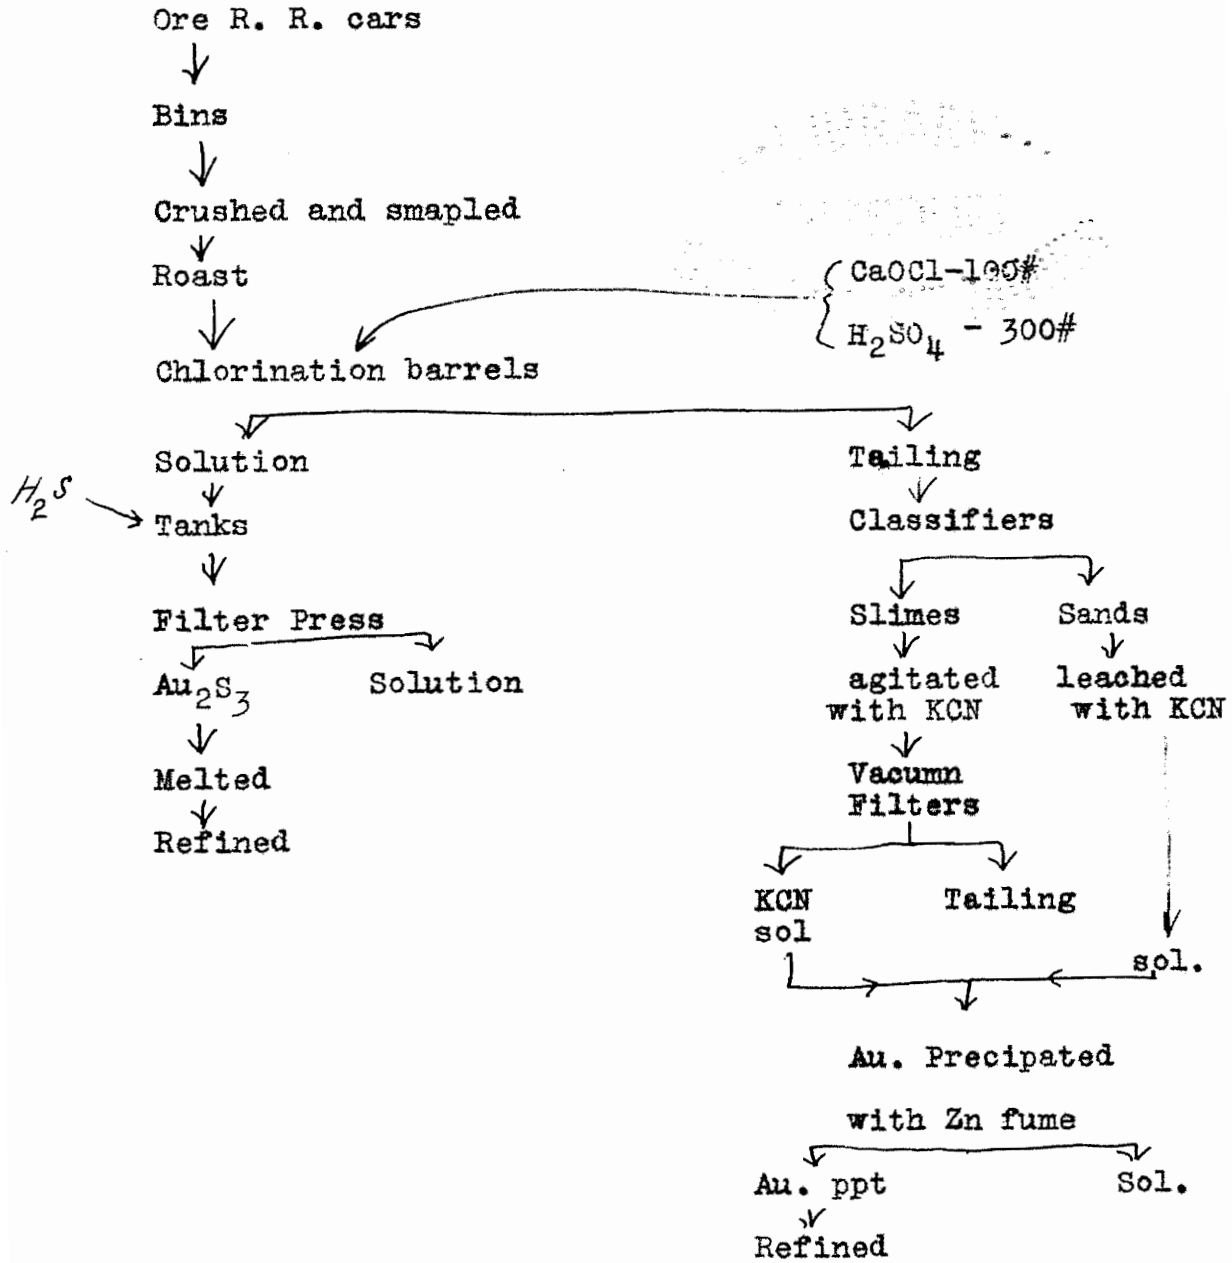 Ore R. R. cars
Bins
Crushed and smapled
Roast
CaOCl-100#
H₂SO₄ - 300#
Chlorination barrels
Solution
Tailing
H₂S
Tanks
Classifiers
Filter Press
Slimes
Sands
Au₂S₃
Solution
agitated
with KCN
leached
with KCN
Melted
Vacumn
Filters
Refined
KCN
sol
Tailing
sol.
Au. Precipated
with Zn fume
Au. ppt
Sol.
Refined